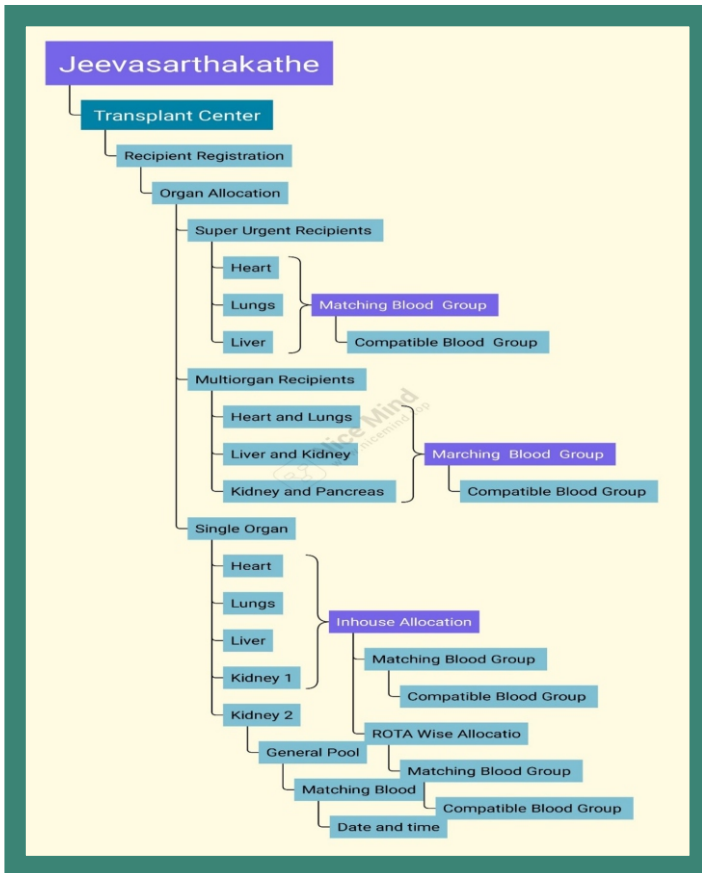 Jeevasarthakathe
Transplant Center
Recipient Registration
Organ Allocation
Super Urgent Recipients
Heart
Lungs
Matching Blood Group
Liver
Compatible Blood Group
Multiorgan Recipients
Heart and Lungs
Liver and Kidney
Marching Blood Group
Kidney and Pancreas
Compatible Blood Group
Single Organ
Heart
Lungs
Inhouse Allocation
Liver
Matching Blood Group
Kidney 1
Compatible Blood Group
Kidney 2
ROTA Wise Allocatio
General Pool
Matching Blood Group
Matching Blood
Compatible Blood Group
Date and time
Nice Mind